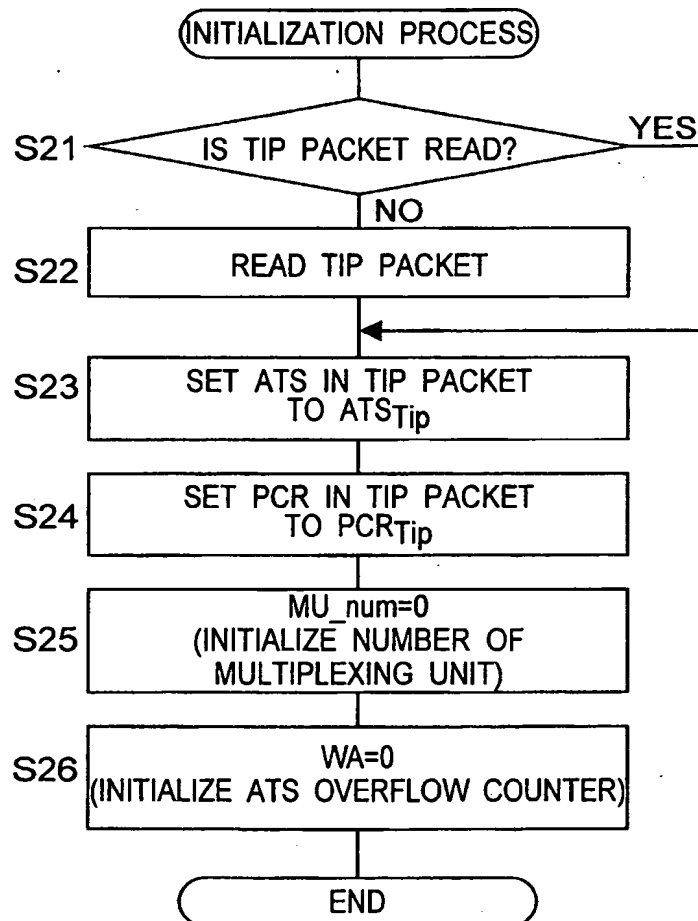 INITIALIZATION PROCESS
S21
IS TIP PACKET READ?
YES
NO
S22
READ TIP PACKET
S23
SET ATS IN TIP PACKET
TO ATSTip
S24
SET PCR IN TIP PACKET
TO PCRTip
S25
MU_num=0
(INITIALIZE NUMBER OF
MULTIPLEXING UNIT)
S26
WA=0
(INITIALIZE ATS OVERFLOW COUNTER)
END